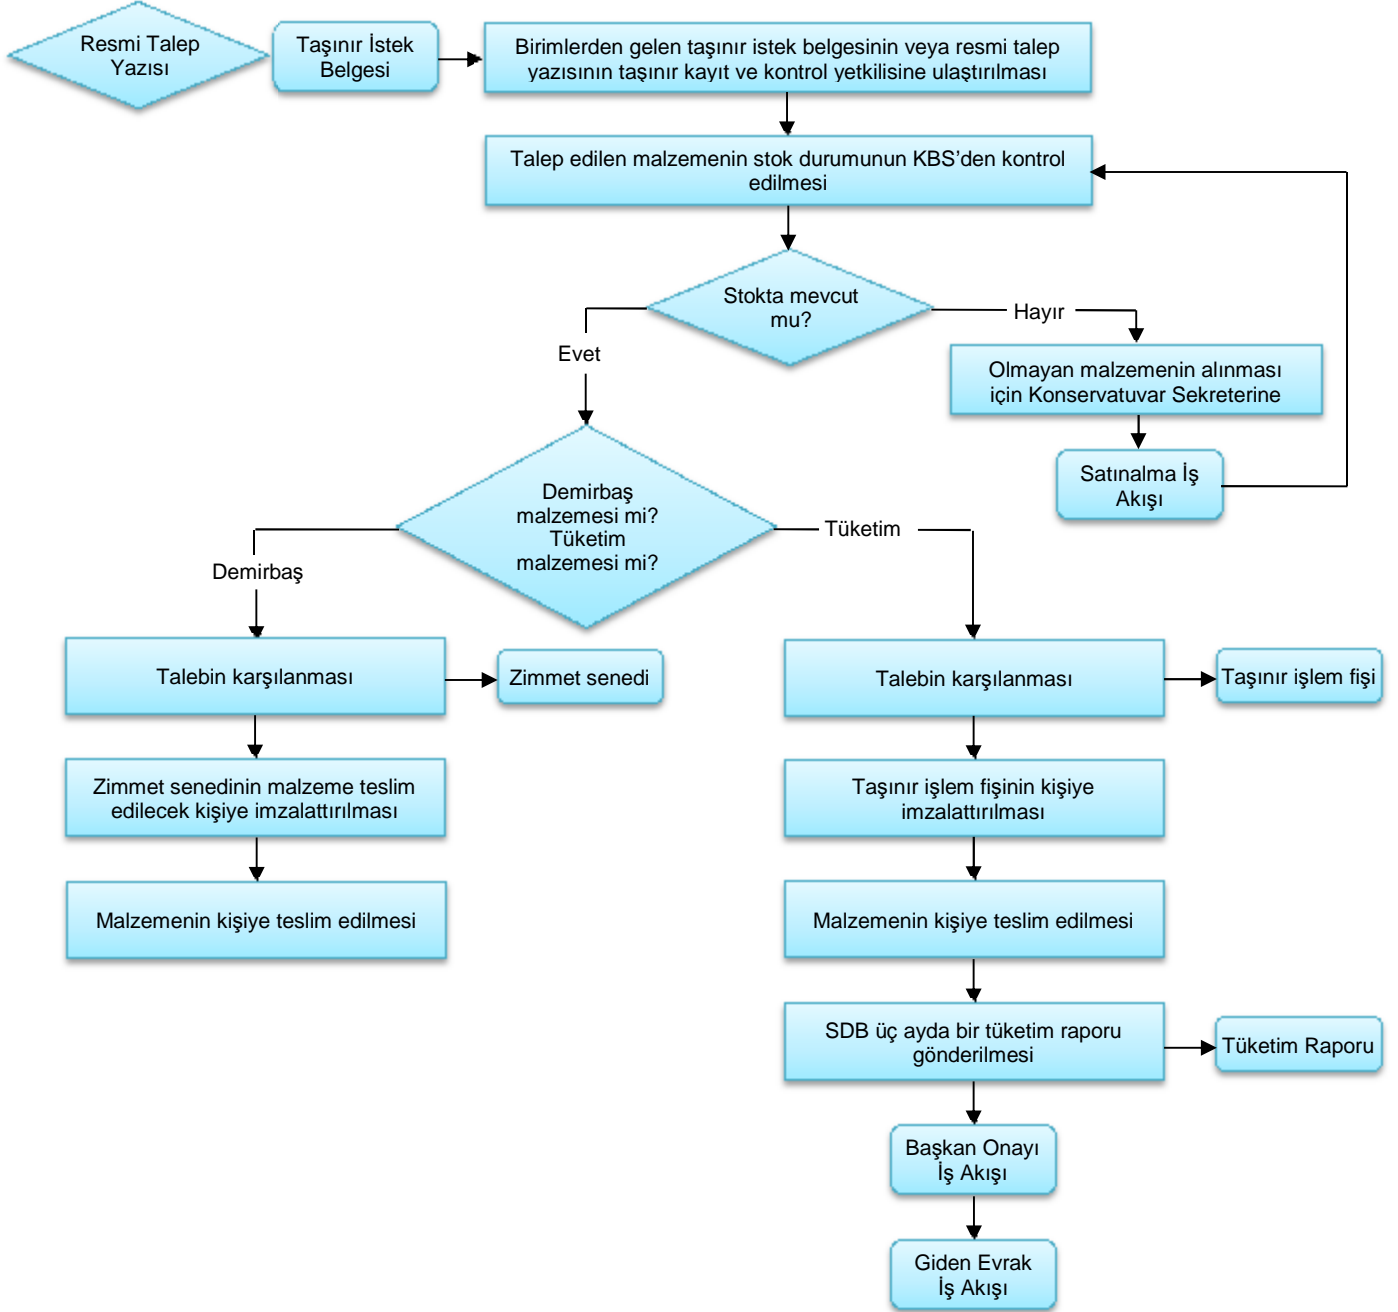 Resmi Talep
Yazısı
Taşınır İstek
Belgesi
Birimlerden gelen taşınır istek belgesinin veya resmi talep
yazısının taşınır kayıt ve kontrol yetkilisine ulaştırılması
Talep edilen malzemenin stok durumunun KBS’den kontrol
edilmesi
Stokta mevcut
mu?
Hayır
Evet
Olmayan malzemenin alınması
için Konservatuvar Sekreterine
Satınalma İş
Akışı
Demirbaş
malzemesi mi?
Tüketim
malzemesi mi?
Tüketim
Demirbaş
Talebin karşılanması
Zimmet senedi
Talebin karşılanması
Taşınır işlem fişi
Zimmet senedinin malzeme teslim
edilecek kişiye imzalattırılması
Taşınır işlem fişinin kişiye
imzalattırılması
Malzemenin kişiye teslim edilmesi
Malzemenin kişiye teslim edilmesi
SDB üç ayda bir tüketim raporu
gönderilmesi
Tüketim Raporu
Başkan Onayı
İş Akışı
Giden Evrak
İş Akışı